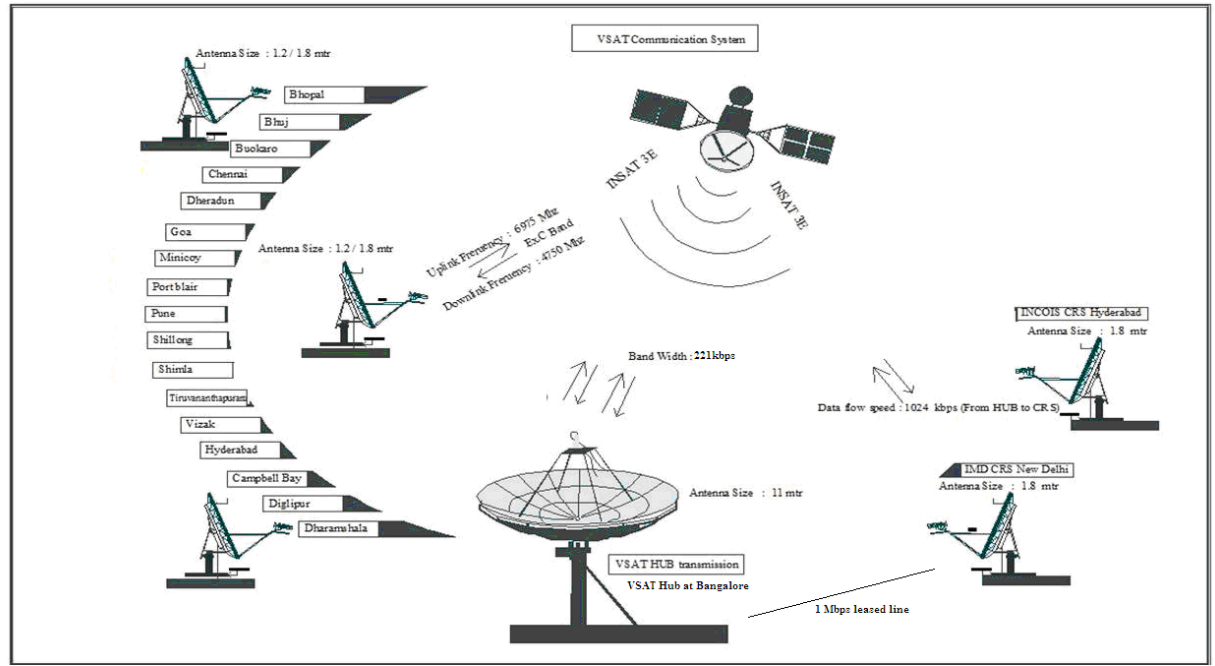 VSAT Communication System
Antenna Size : 1.2 / 1.8 mtr
Bhopal
Bhuj
Buokaro
Chennai
Dheradun
Goa
Minicoy
Port blair
Pune
Shillong
Shimla
Tiruvananthapuram
Vizak
Hyderabad
Campbell Bay
Diglipur
Dharamshala
Antenna Size : 1.2 / 1.8 mtr
INSAT 3E
INSAT 3E
Uplink Freruency : 6975 Mhz
Ex.C Band
Downlink Freruency : 4750 Mhz
Band Width : 221kbps
INCOIS CRS Hyderabad
Antenna Size : 1.8 mtr
Data flow speed : 1024 kbps (From HUB to CRS)
IMD CRS New Delhi
Antenna Size : 1.8 mtr
Antenna Size : 11 mtr
VSAT HUB transmission
VSAT Hub at Bangalore
1 Mbps leased line